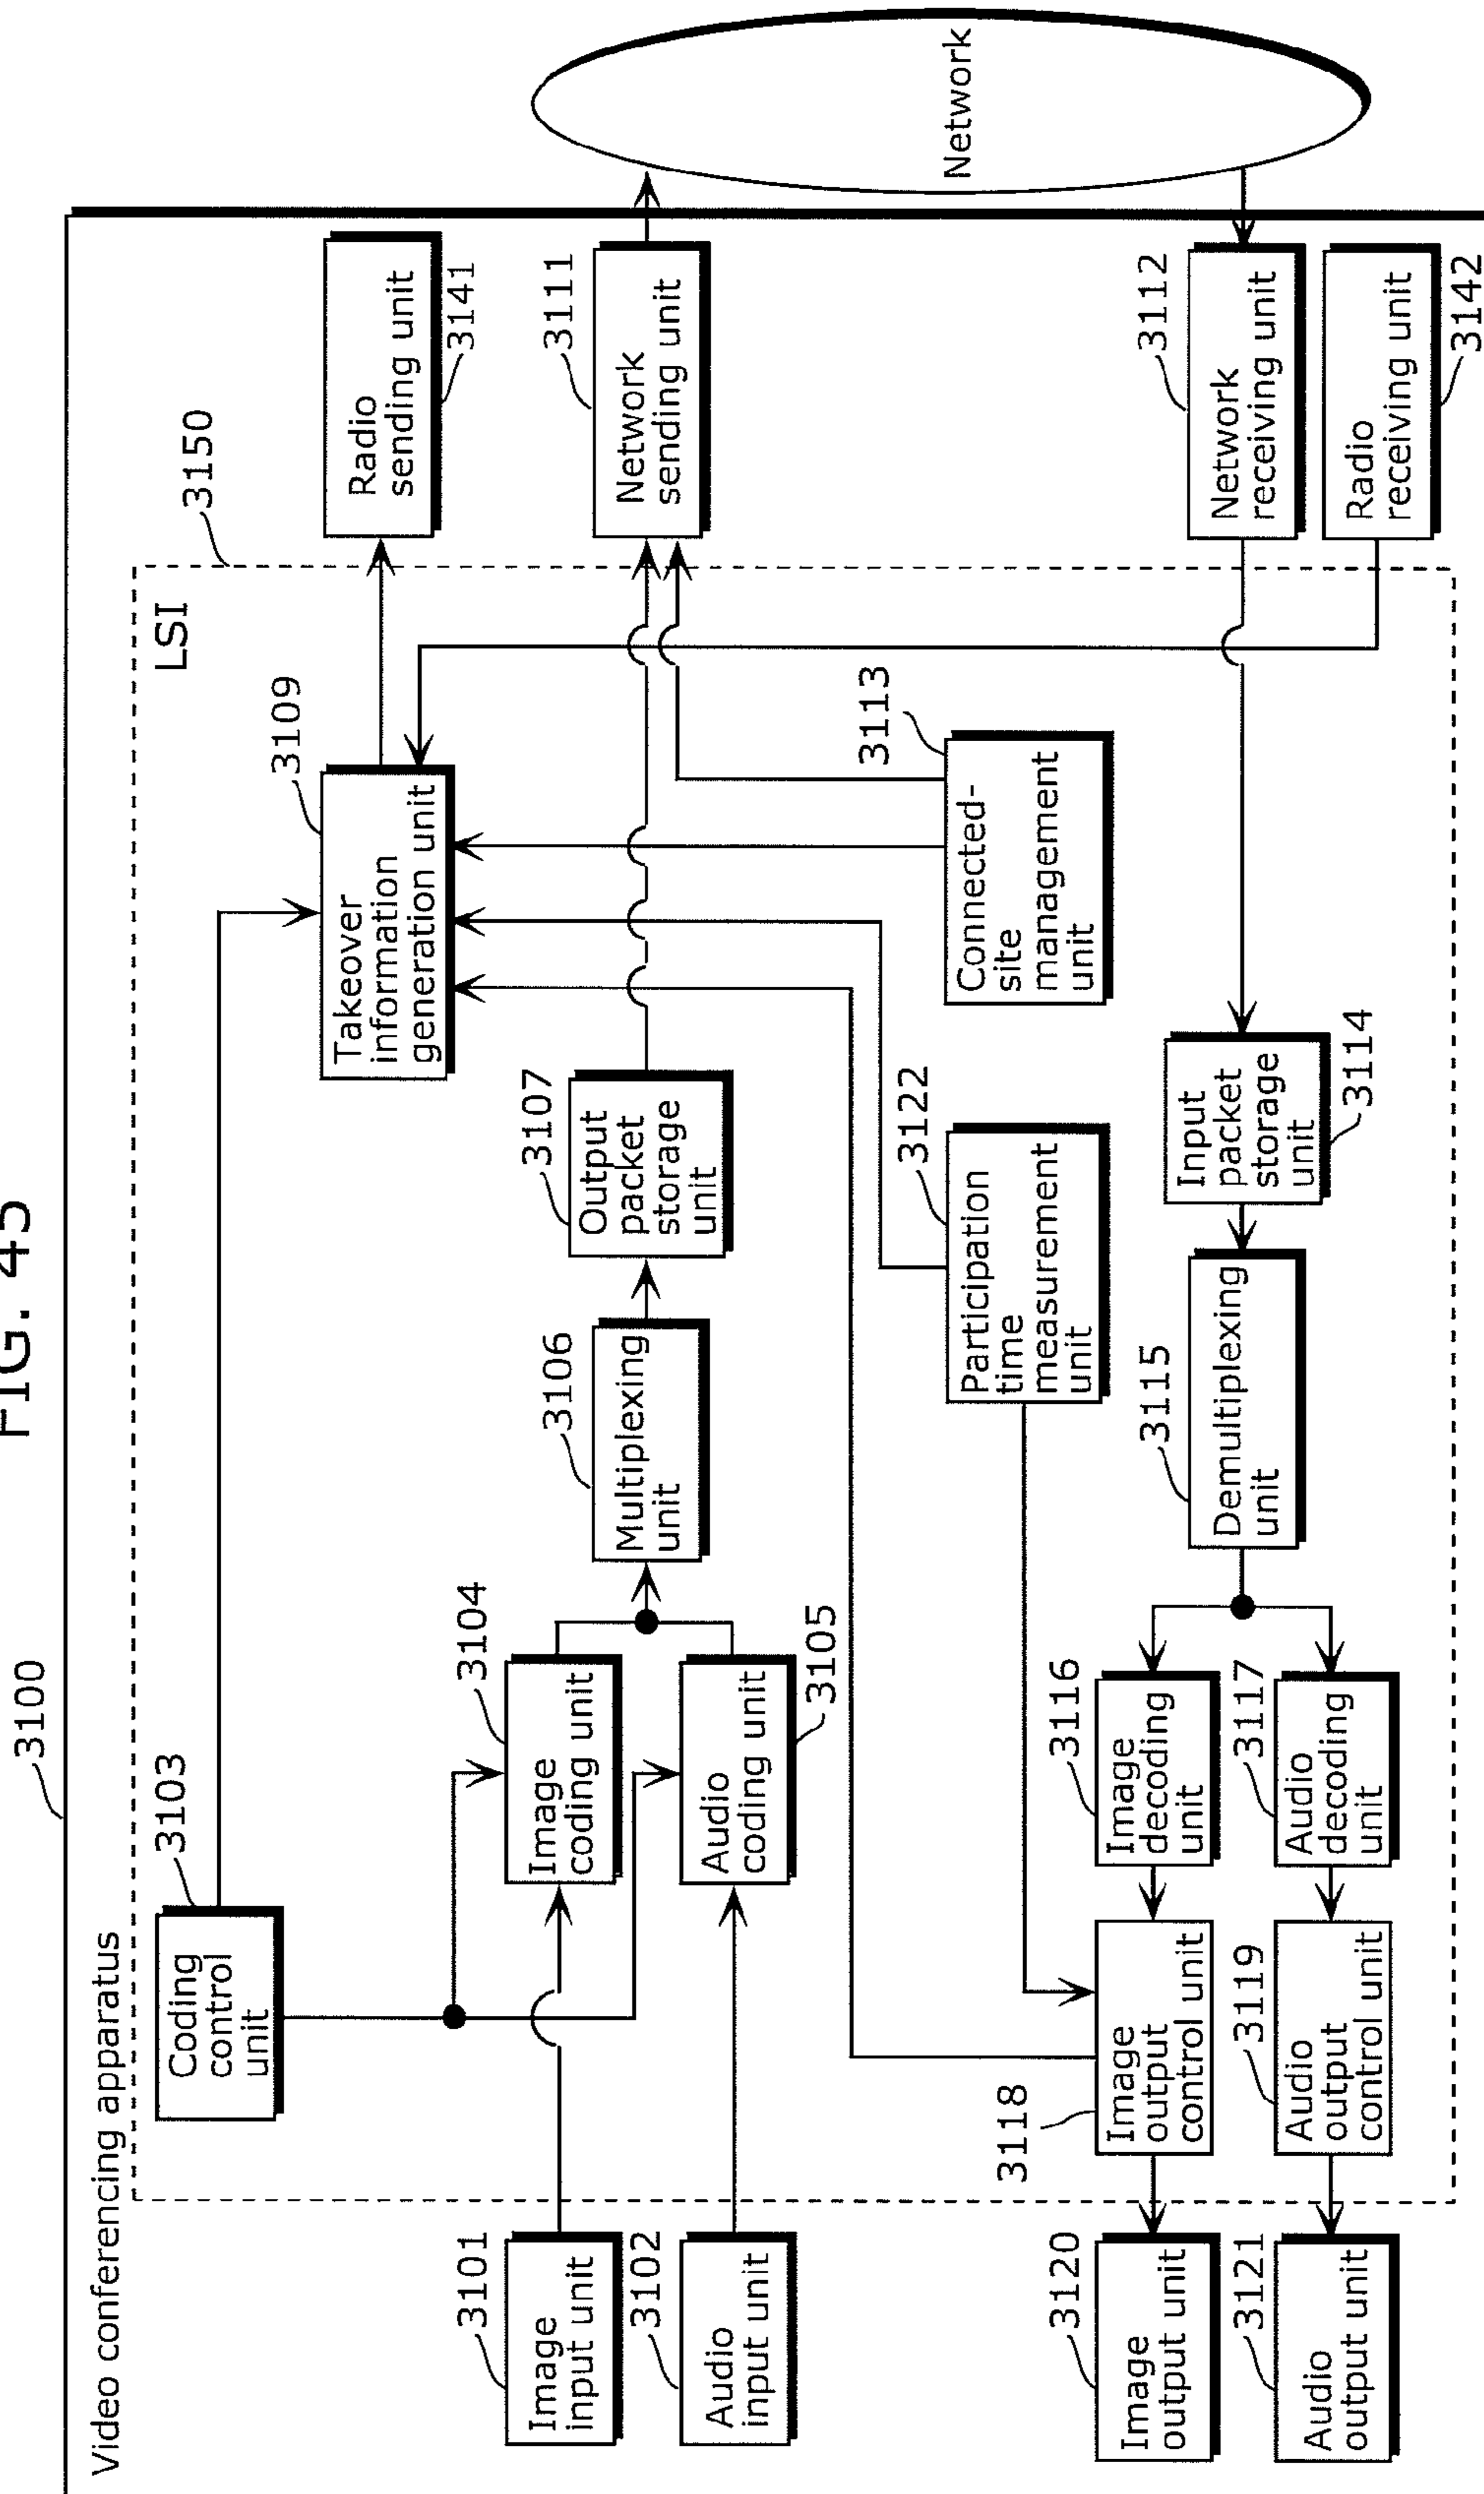 FIG. 45
3100
Video conferencing apparatus
3150
LSI
3103
Coding
control
unit
3109
Takeover
information
generation unit
Radio
sending unit
3141
3101
Image
input unit
3104
Image
coding unit
3102
Audio
input unit
Audio
coding unit
3105
3106
Multiplexing
unit
3107
Output
packet
storage
unit
3111
Network
sending unit
Network
3122
Participation
time
measurement
unit
3113
Connected-
site
management
unit
3120
Image
output unit
3118
Image
output
control unit
3116
Image
decoding
unit
3115
Demultiplexing
unit
Input
packet
storage
unit
3114
3112
Network
receiving unit
3121
Audio
output unit
3119
Audio
output
control unit
3117
Audio
decoding
unit
Radio
receiving unit
3142